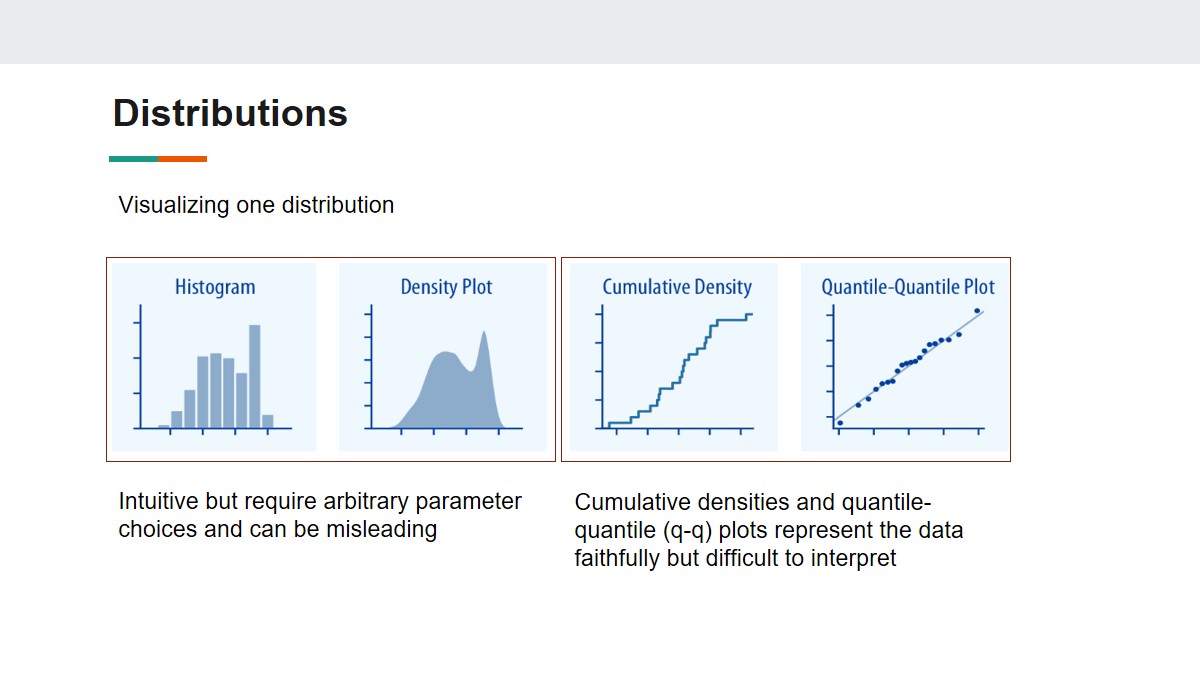 Distributions
Visualizing one distribution
Histogram
Density Plot
Cumulative Density
Quantile-Quantile Plot
Intuitive but require arbitrary parameter
choices and can be misleading
Cumulative densities and quantile-
quantile (q-q) plots represent the data
faithfully but difficult to interpret